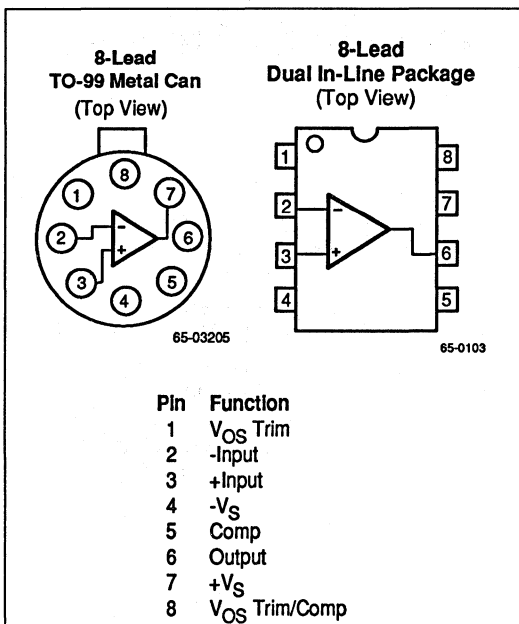 8-Lead
TO-99 Metal Can
(Top View)
8
1
7
2
6
3
5
4
65-03205
8-Lead
Dual In-Line Package
(Top View)
1
8
2
7
3
6
4
5
65-0103
Pin Function
1 VOS Trim
2 -Input
3 +Input
4 -VS
5 Comp
6 Output
7 +VS
8 VOS Trim/Comp